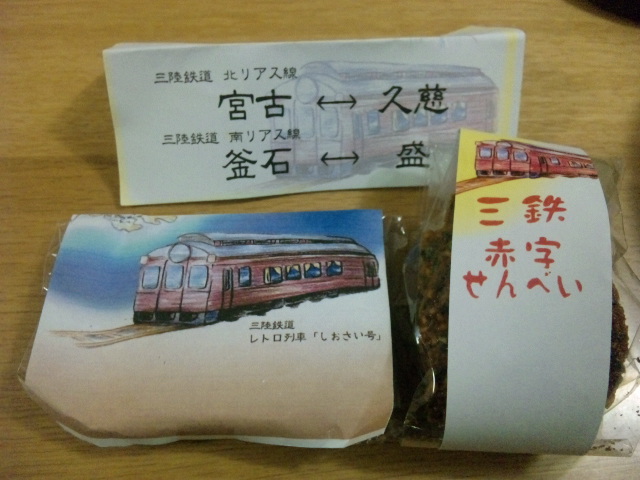 三陸鉄道 北リアス線
宮古 ↔ 久慈
三陸鉄道 南リアス線
釜石 ↔ 盛
三鉄
赤字
せんべい
三陸鉄道
レトロ列車「しおさい号」